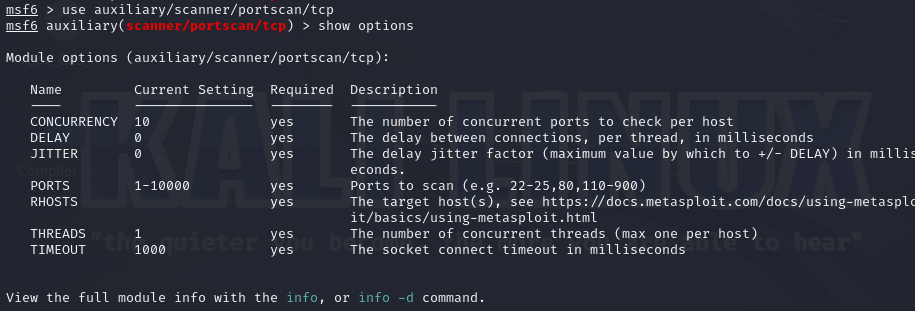 msf6 > use auxiliary/scanner/portscan/tcp
msf6 auxiliary(scanner/portscan/tcp) > show options
Module options (auxiliary/scanner/portscan/tcp):
Name Current Setting Required Description
CONCURRENCY 10 yes The number of concurrent ports to check per host
DELAY 0 yes The delay between connections, per thread, in milliseconds
JITTER 0 yes The delay jitter factor (maximum value by which to +/- DELAY) in millis
econds.
PORTS 1-10000 yes Ports to scan (e.g. 22-25,80,110-900)
RHOSTS yes The target host(s), see https://docs.metasploit.com/docs/using-metasplo
it/basics/using-metasploit.html
THREADS 1 yes The number of concurrent threads (max one per host)
TIMEOUT 1000 yes The socket connect timeout in milliseconds
View the full module info with the info, or info -d command.
KALI LINUX